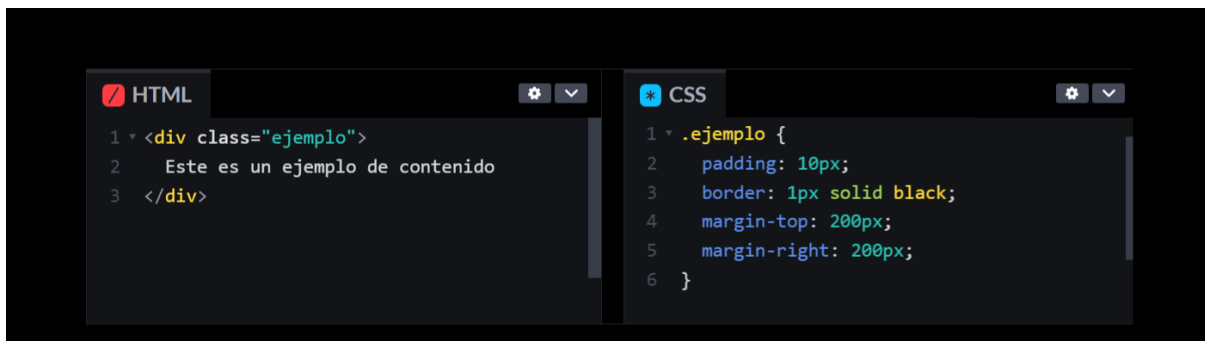 HTML
1 <div class="ejemplo">
2 Este es un ejemplo de contenido
3 </div>
* CSS
1 .ejemplo {
2 padding: 10px;
3 border: 1px solid black;
4 margin-top: 200px;
5 margin-right: 200px;
6 }